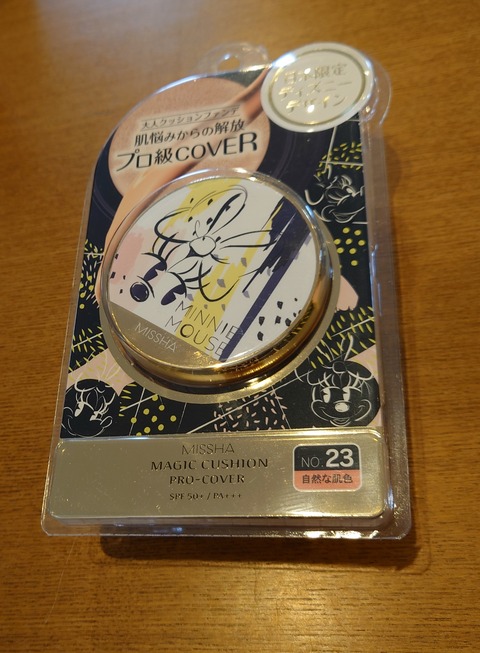 日本限定
ディズニー
デザイン
大人クッションファンデ
肌悩みからの解放
プロ級COVER
MINNIE
MOUSE
MISSHA
MISSHA
MAGIC CUSHION
PRO-COVER
SPF 50+ / PA+++
NO. 23
自然な肌色